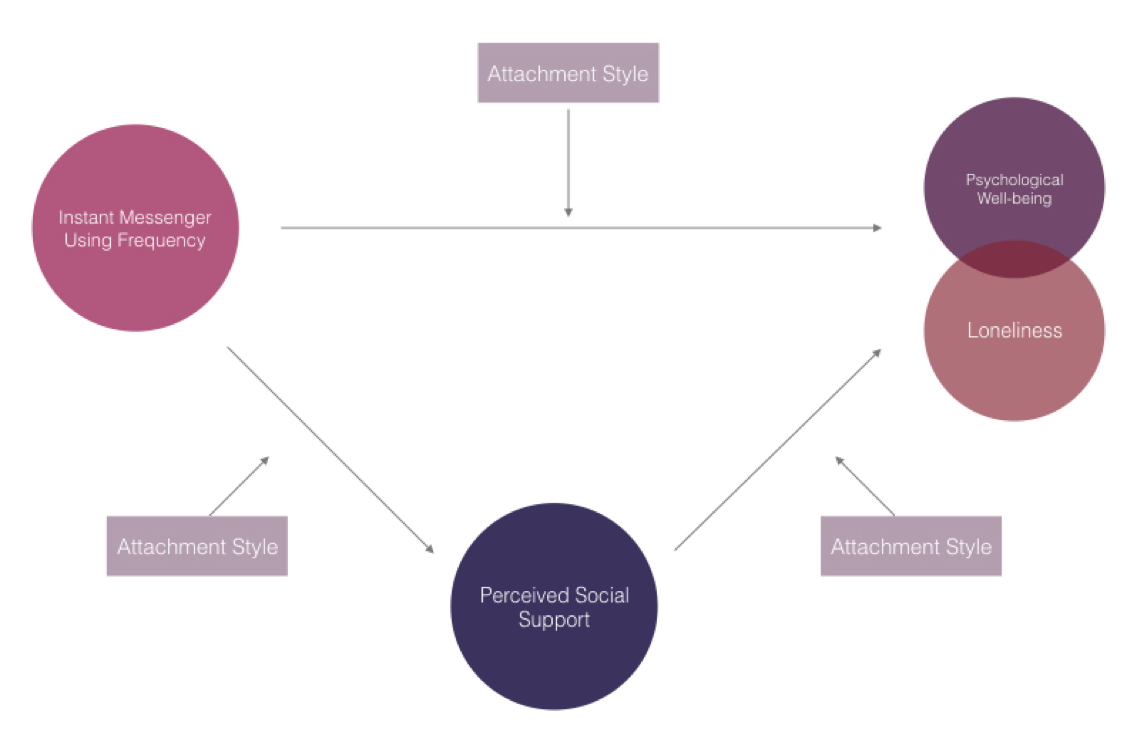 Attachment Style
Psychological
Well-being
Instant Messenger
Using Frequency
Loneliness
Attachment Style
Attachment Style
Perceived Social
Support